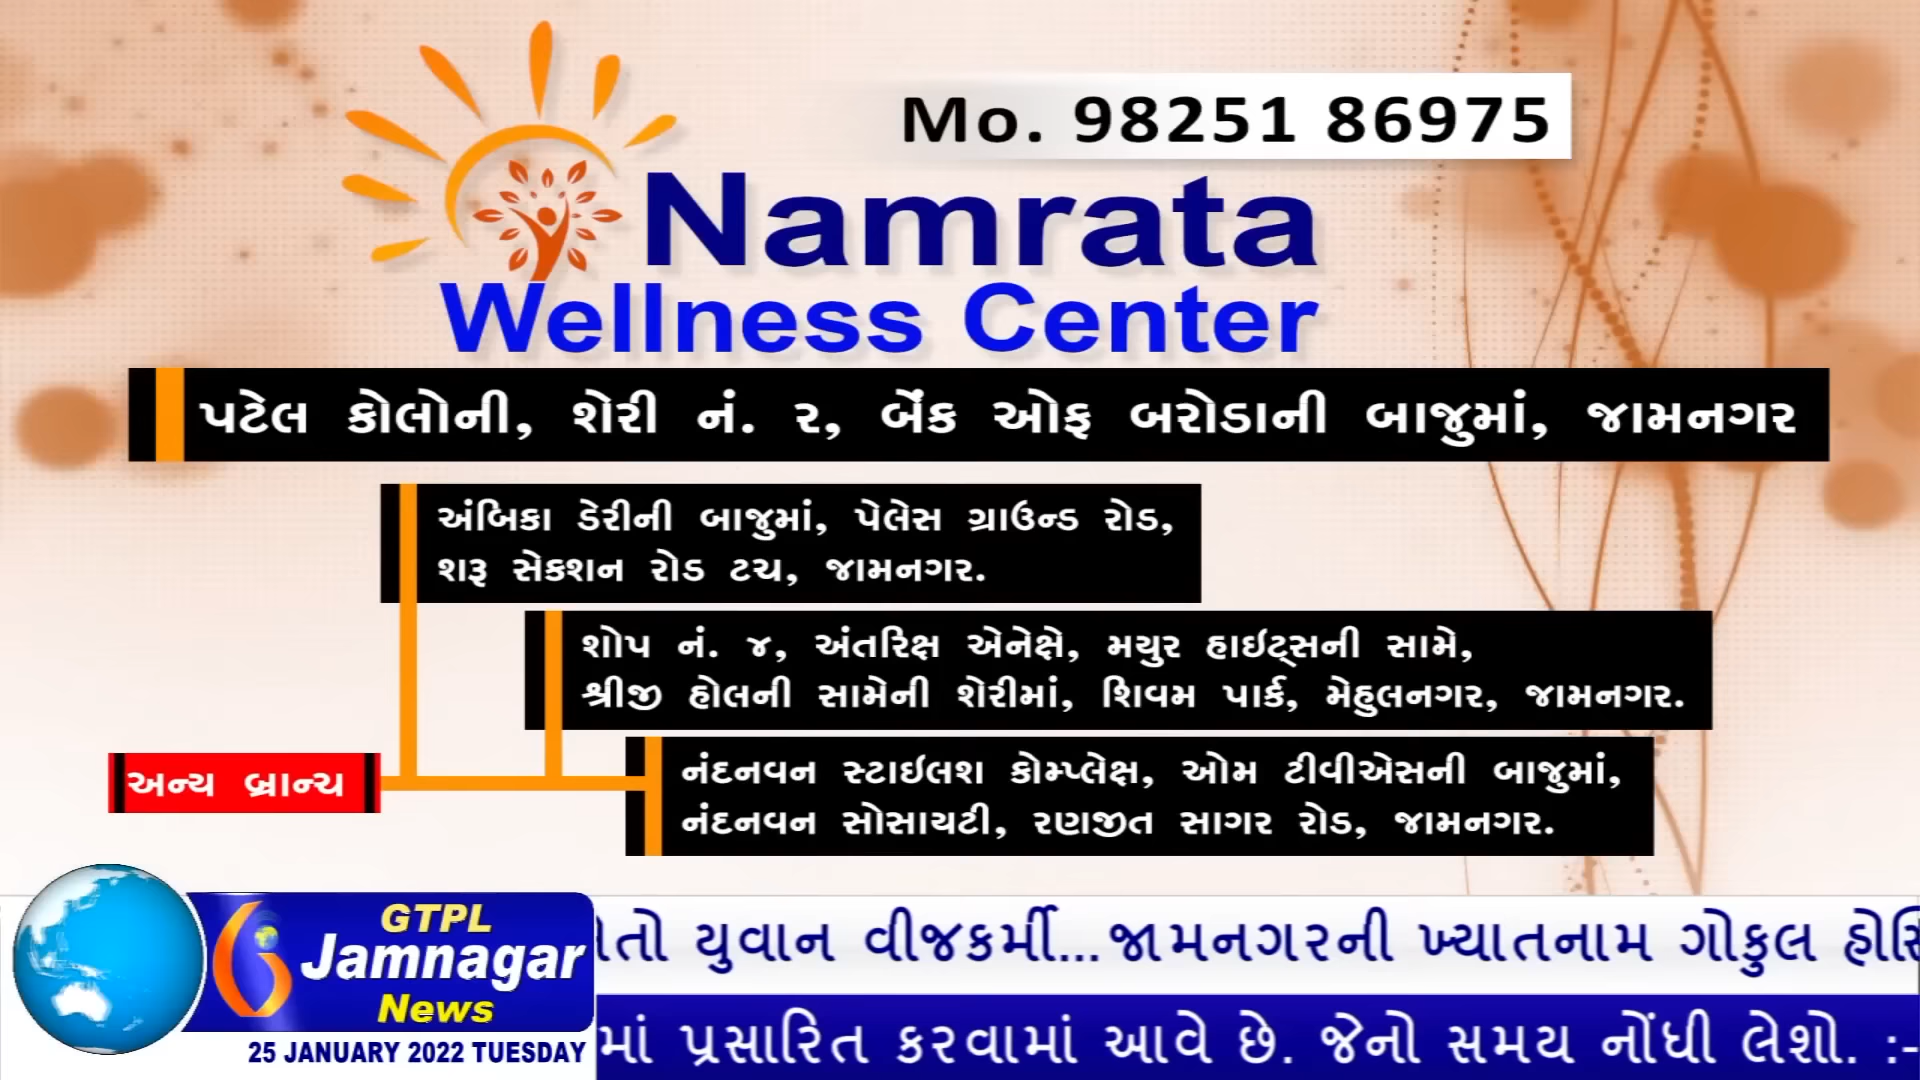 Mo. 98251 86975
Namrata
Wellness Center
પટેલ કોલોની, શેરી નં. ૨, બેંક ઓફ બરોડાની બાજુમાં, જામનગર
અંબિકા ડેરીની બાજુમાં, પેલેસ ગ્રાઉન્ડ રોડ,
શરૂ સેક્શન રોડ ટચ, જામનગર.
શોપ નં. ૪, અંતરિક્ષ એનેક્ષે, મયુર હાઇટ્સની સામે,
શ્રીજી હોલની સામેની શેરીમાં, શિવમ પાર્ક, મેહુલનગર, જામનગર.
અન્ય બ્રાન્ચ
નંદનવન સ્ટાઇલશ કોમ્પ્લેક્ષ, ઓમ ટીવીએસની બાજુમાં,
નંદનવન સોસાયટી, રણજીત સાગર રોડ, જામનગર.
GTPL
Jamnagar
News
25 JANUARY 2022 TUESDAY
યુવાન વીજકર્મી...જામનગરની ખ્યાતનામ ગોકુલ
માં પ્રસારિત કરવામાં આવે છે. જેનો સમય નોંધી લેશો. :-